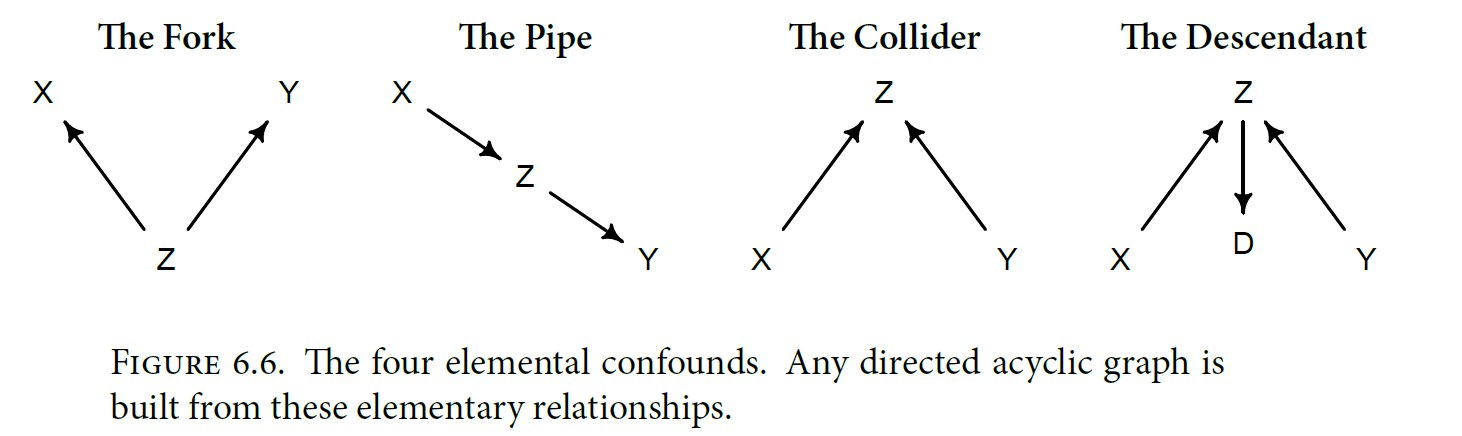 The Fork
X
Y
Z
The Pipe
X
Z
Y
The Collider
Z
X
Y
The Descendant
Z
X
D
Y
FIGURE 6.6. The four elemental confounds. Any directed acyclic graph is
built from these elementary relationships.